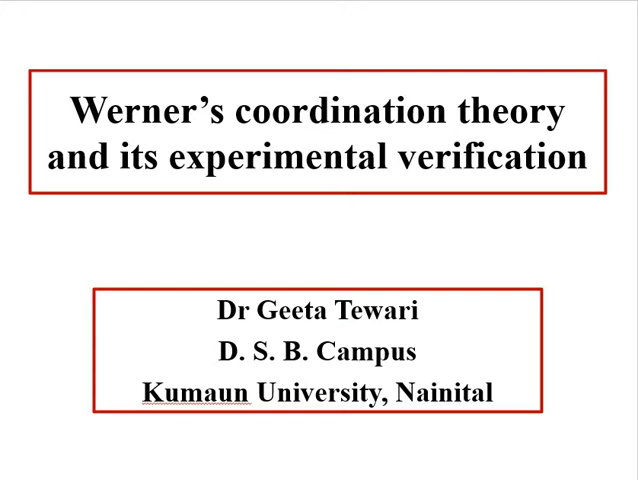 Werner’s coordination theory
and its experimental verification
Dr Geeta Tewari
D. S. B. Campus
Kumaun University, Nainital